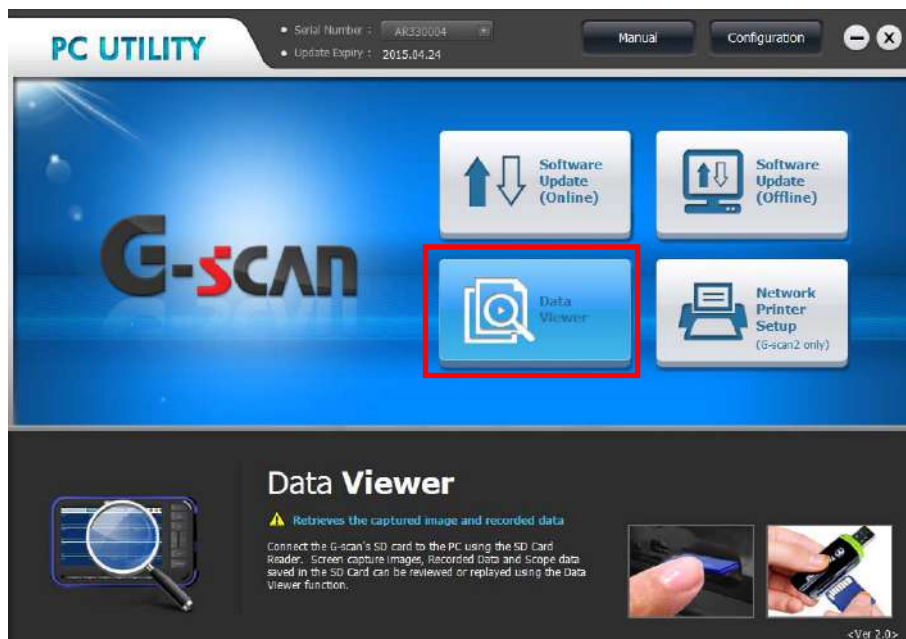 PC UTILITY
• Serial Number : AR330004
• Update Expiry : 2015.04.24
Manual
Configuration
G-scan
Software
Update
(Online)
Software
Update
(Offline)
Data
Viewer
Network
Printer
Setup
(G-scan2 only)
Data Viewer
Retrieves the captured image and recorded data
Connect the G-scan's SD card to the PC using the SD Card
Reader. Screen capture images, Recorded Data and Scope data
saved in the SD Card can be reviewed or replayed using the Data
Viewer function.
<Ver 2.0>